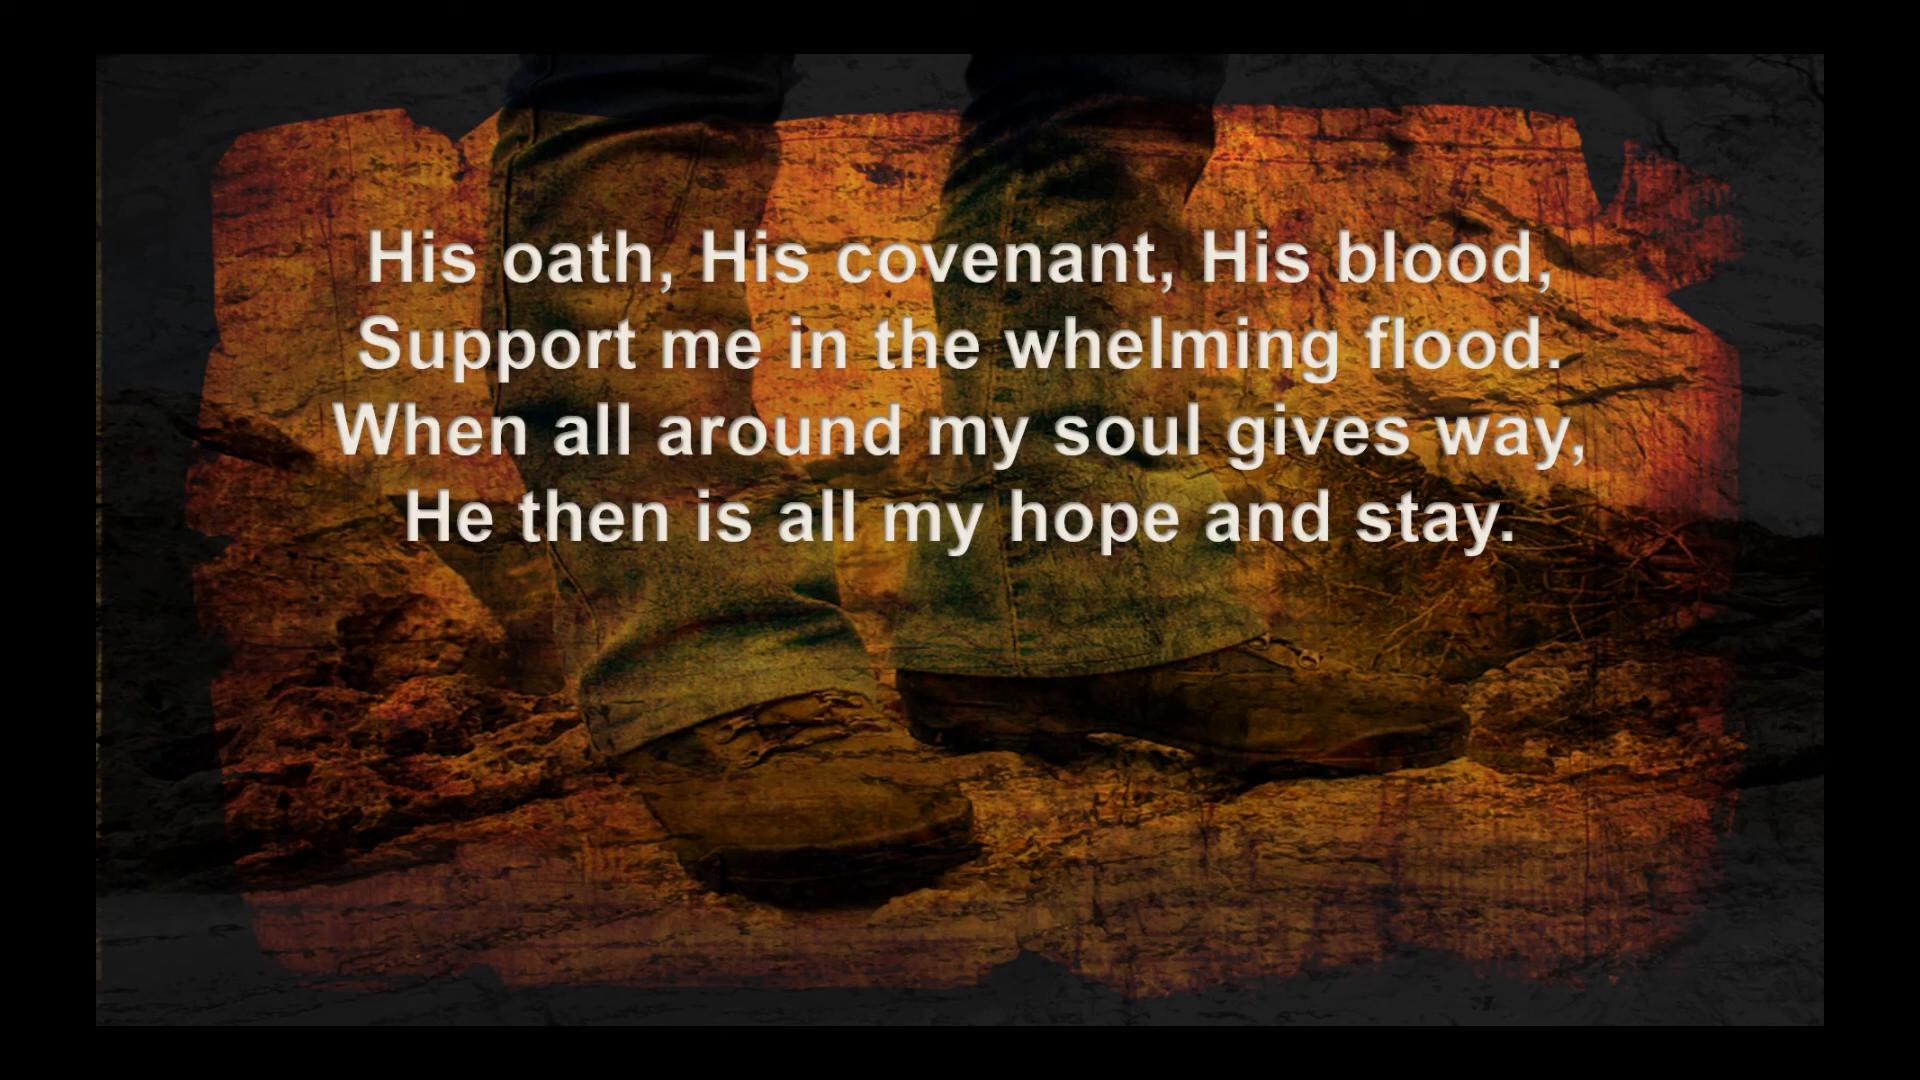 His oath, His covenant, His blood,
Support me in the whelming flood.
When all around my soul gives way,
He then is all my hope and stay.